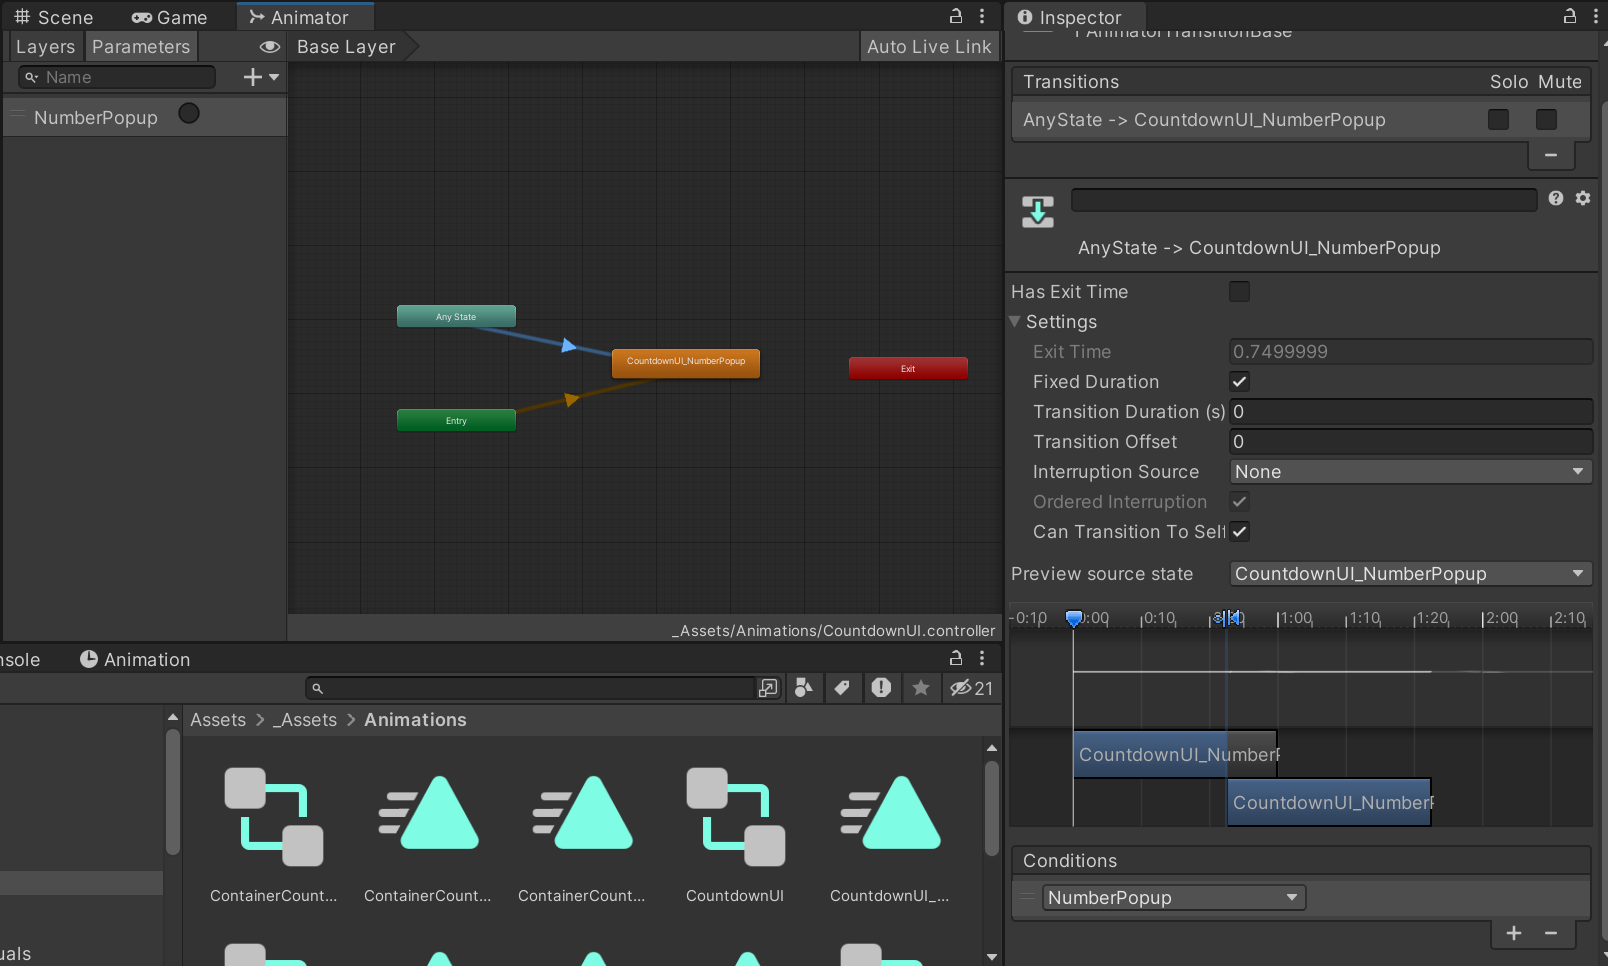 Scene
Game
Animator
Inspector
Layers
Parameters
Base Layer
Auto Live Link
AnimatorTransitionBase
Name
Transitions
Solo
Mute
NumberPopup
AnyState -> CountdownUI_NumberPopup
AnyState -> CountdownUI_NumberPopup
Has Exit Time
Settings
Any State
CountdownUI_NumberPopup
Exit
Entry
Exit Time
0.7499999
Fixed Duration
Transition Duration (s)
0
Transition Offset
0
Interruption Source
None
Ordered Interruption
Can Transition To Self
Preview source state
CountdownUI_NumberPopup
-0:10
0:00
0:10
1:00
1:10
1:20
2:00
2:10
_Assets/Animations/CountdownUI.controller
nsole
Animation
21
Assets > _Assets > Animations
CountdownUI_NumberP
CountdownUI_NumberP
Conditions
NumberPopup
ContainerCount...
ContainerCount...
ContainerCount...
CountdownUI
CountdownUI_...
uals